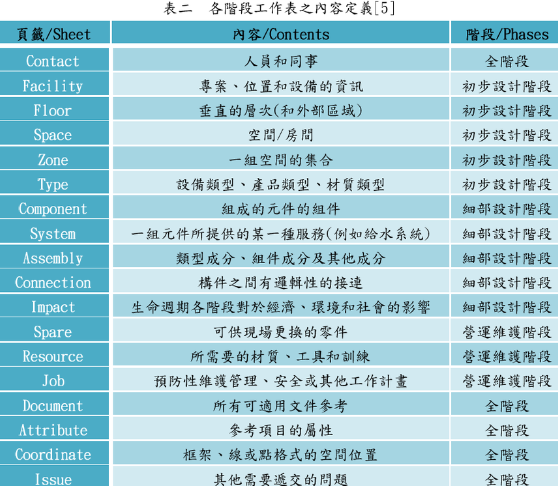 表二 各階段工作表之內容定義[5]
頁籤/Sheet 內容/Contents 階段/Phases
Contact 人員和同事 全階段
Facility 專案、位置和設備的資訊 初步設計階段
Floor 垂直的層次(和外部區域) 初步設計階段
Space 空間/房間 初步設計階段
Zone 一組空間的集合 初步設計階段
Type 設備類型、產品類型、材質類型 初步設計階段
Component 組成的元件的組件 細部設計階段
System 一組元件所提供的某一種服務(例如給水系統) 細部設計階段
Assembly 類型成分、組件成分及其他成分 細部設計階段
Connection 構件之間有邏輯性的接連 細部設計階段
Impact 生命週期各階段對於經濟、環境和社會的影響 細部設計階段
Spare 可供現場更換的零件 營運維護階段
Resource 所需要的材質、工具和訓練 營運維護階段
Job 預防性維護管理、安全或其他工作計畫 營運維護階段
Document 所有可適用文件參考 全階段
Attribute 參考項目的屬性 全階段
Coordinate 框架、線或點格式的空間位置 全階段
Issue 其他需要遞交的問題 全階段